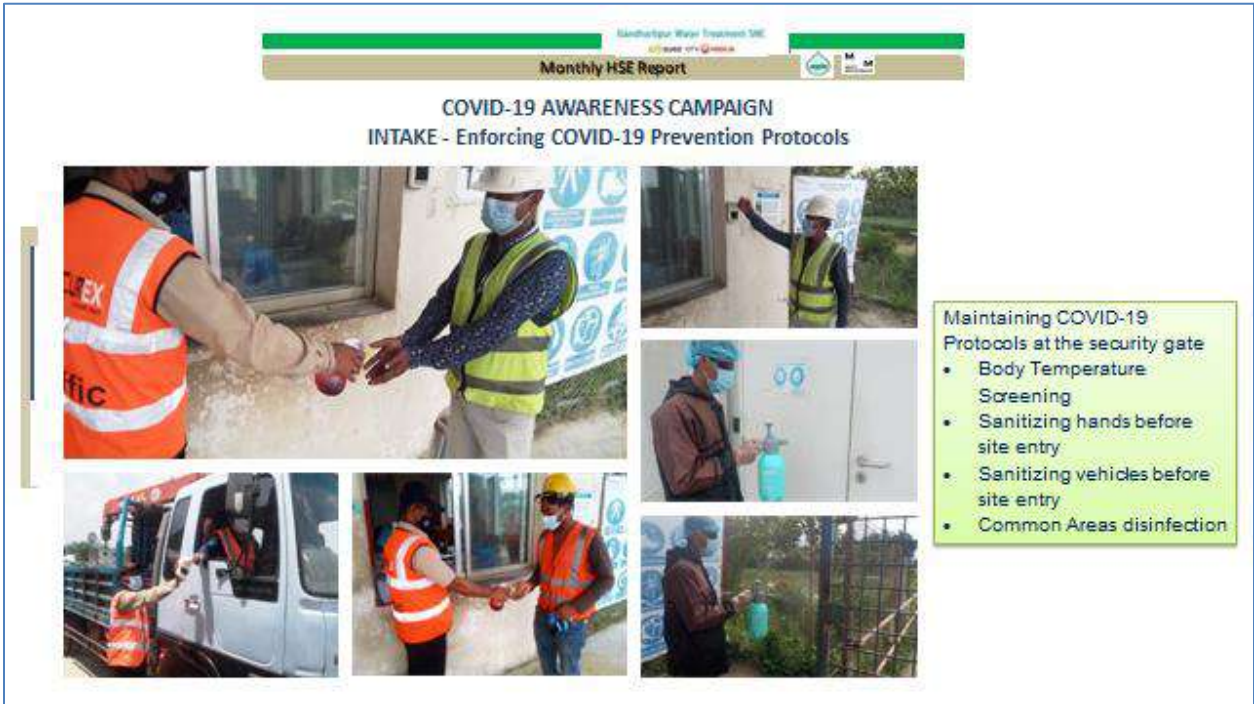 Gandharbpur Water Treatment SNC
Monthly HSE Report
COVID-19 AWARENESS CAMPAIGN
INTAKE - Enforcing COVID-19 Prevention Protocols
Maintaining COVID-19
Protocols at the security gate
• Body Temperature
Screening
• Sanitizing hands before
site entry
• Sanitizing vehicles before
site entry
• Common Areas disinfection